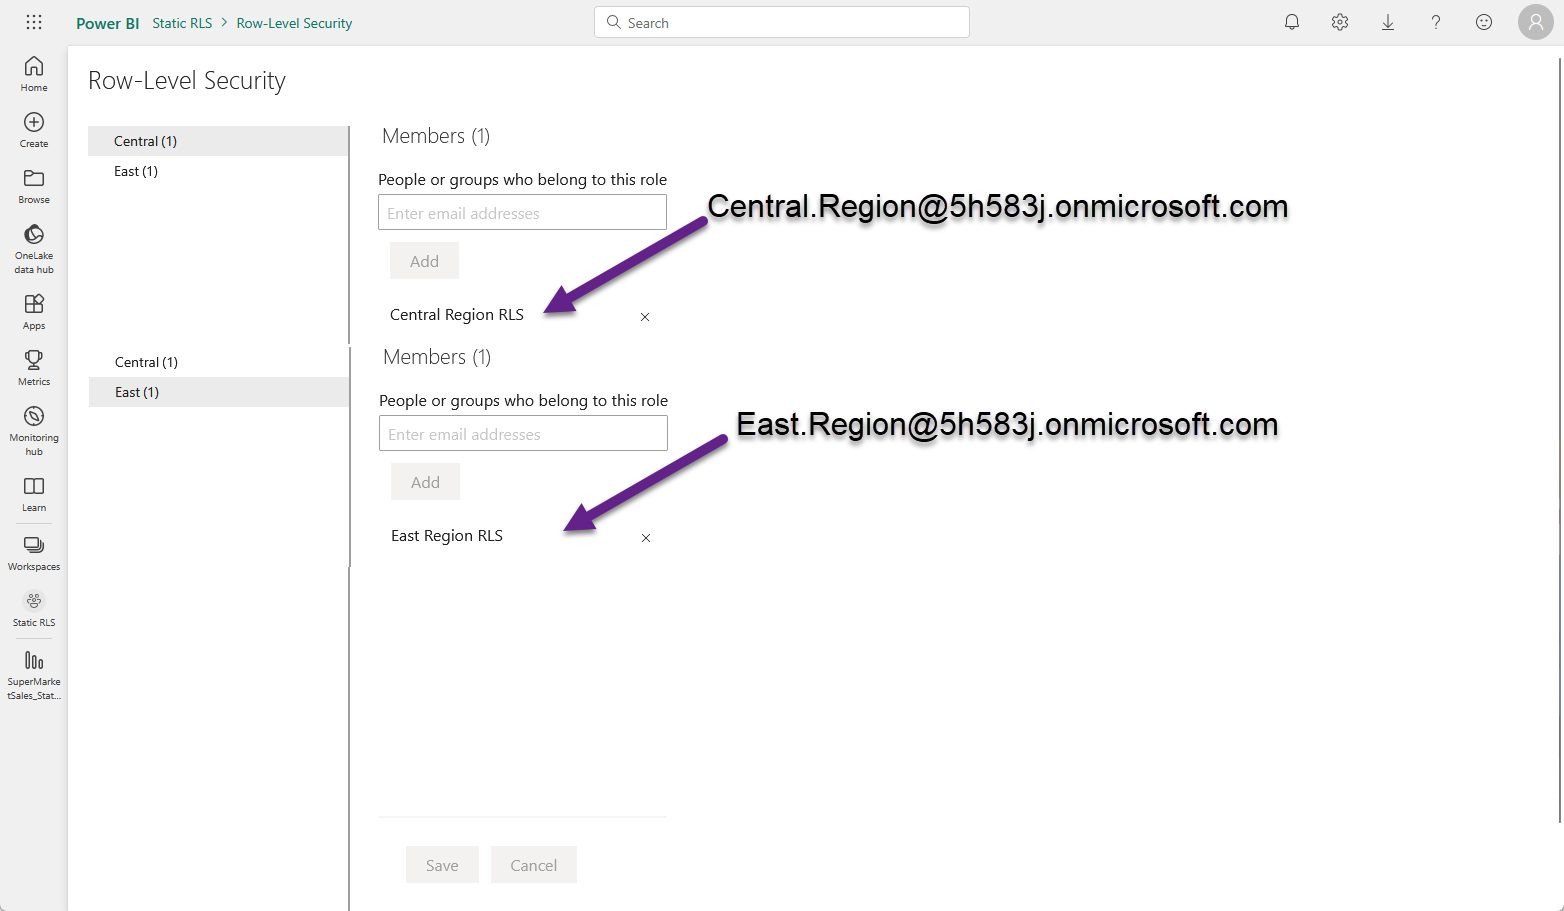 Power BI Static RLS > Row-Level Security
Search
?
Home
Create
Browse
OneLake
data hub
Apps
Metrics
Monitoring
hub
Learn
Workspaces
Static RLS
SuperMarke
tSales_Stat...
Row-Level Security
Central (1)
East (1)
Members (1)
People or groups who belong to this role
Enter email addresses
Add
Central Region RLS
Central.Region@5h583j.onmicrosoft.com
Central (1)
East (1)
Members (1)
People or groups who belong to this role
Enter email addresses
Add
East Region RLS
East.Region@5h583j.onmicrosoft.com
Save
Cancel